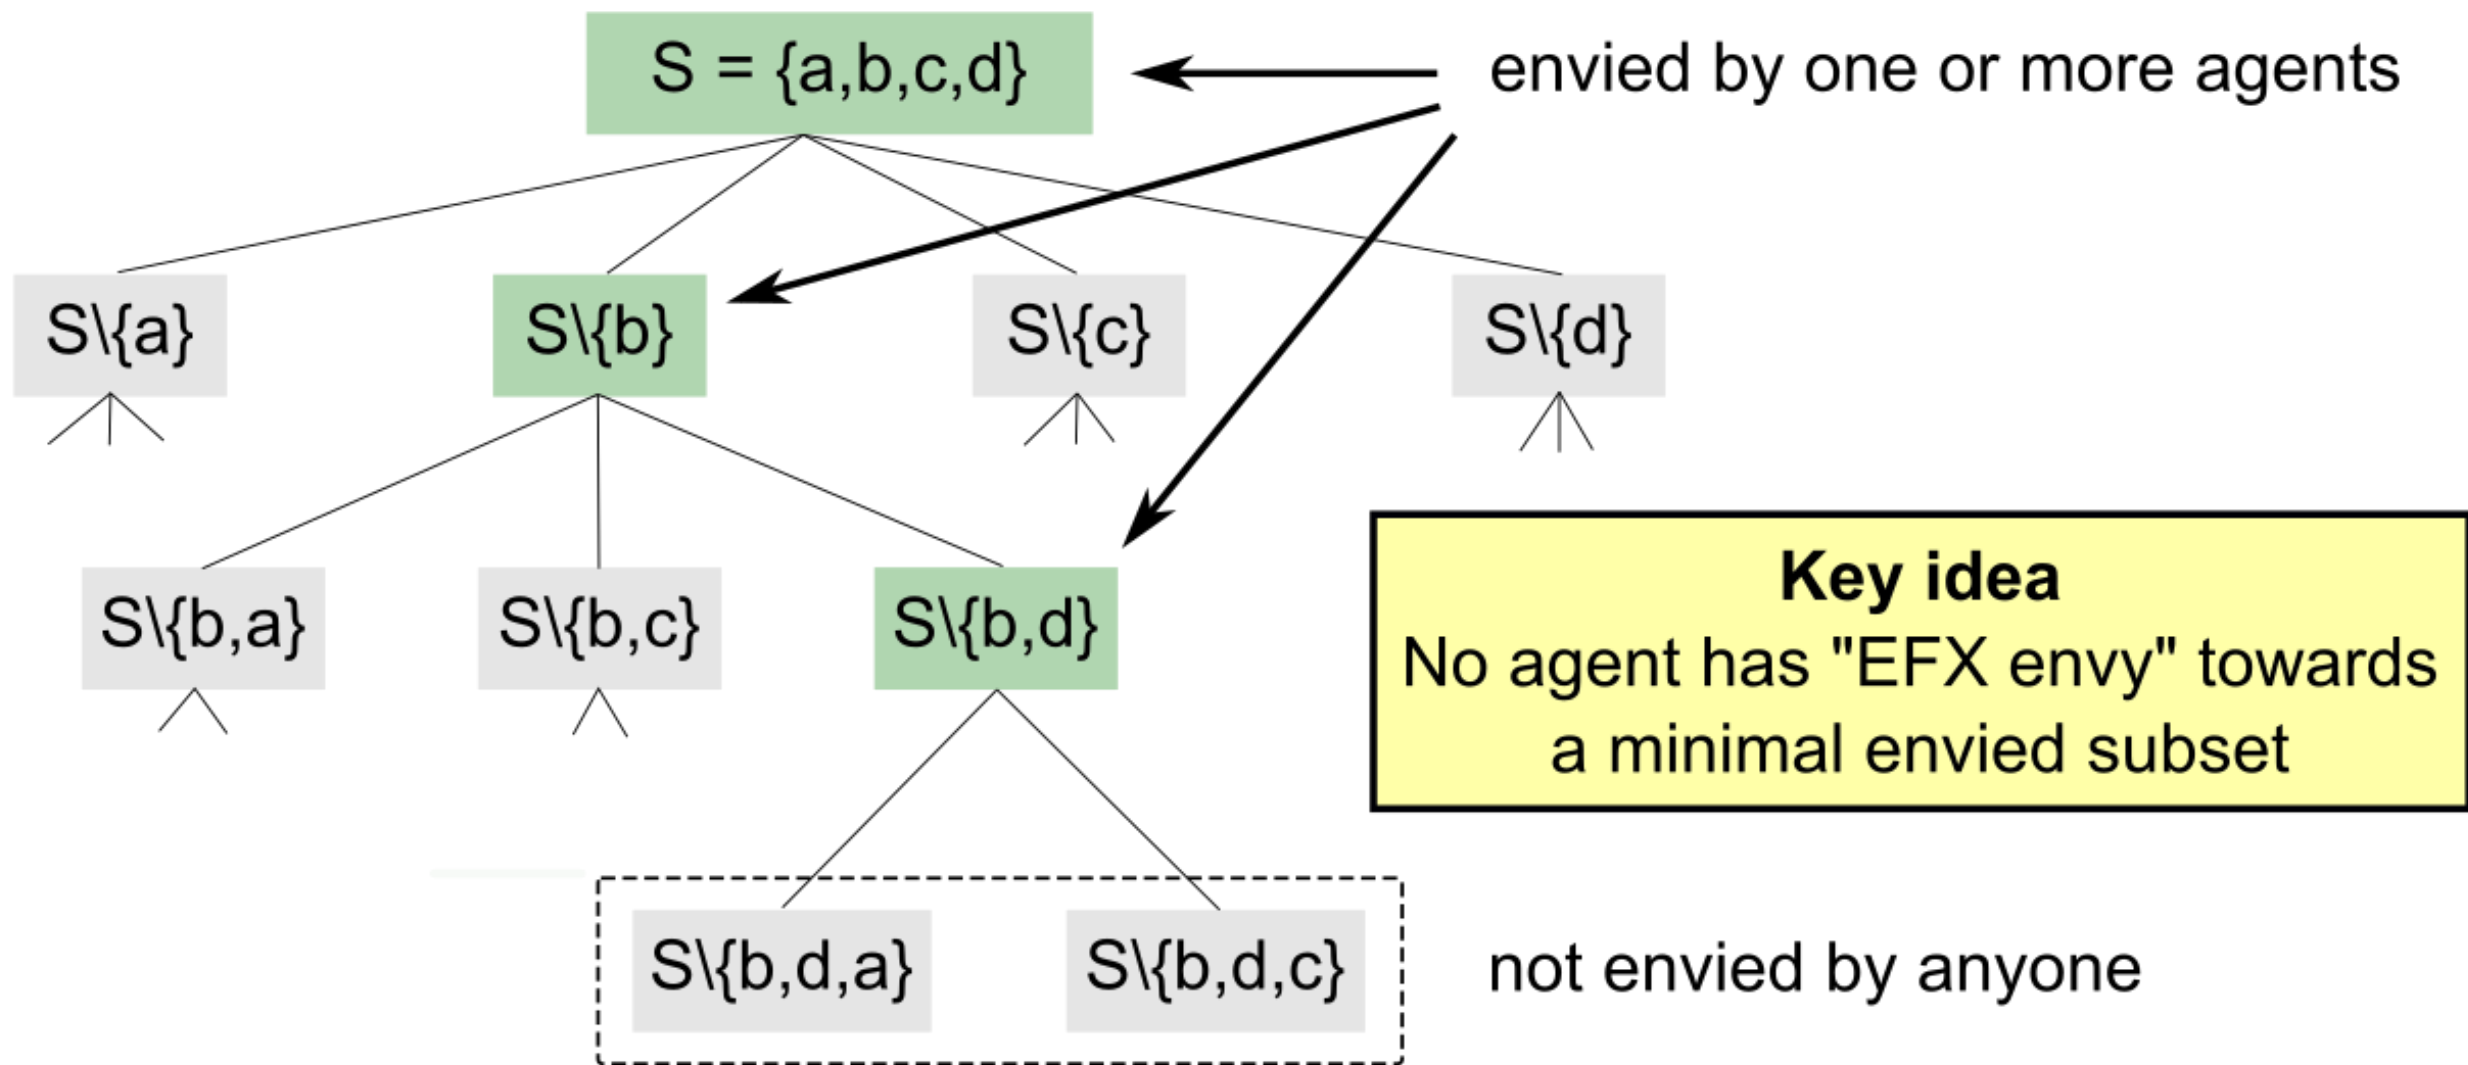 S = {a,b,c,d}
envied by one or more agents
S\{a}
S\{b}
S\{c}
S\{d}
S\{b,a}
S\{b,c}
S\{b,d}
Key idea
No agent has "EFX envy" towards
a minimal envied subset
S\{b,d,a}
S\{b,d,c}
not envied by anyone